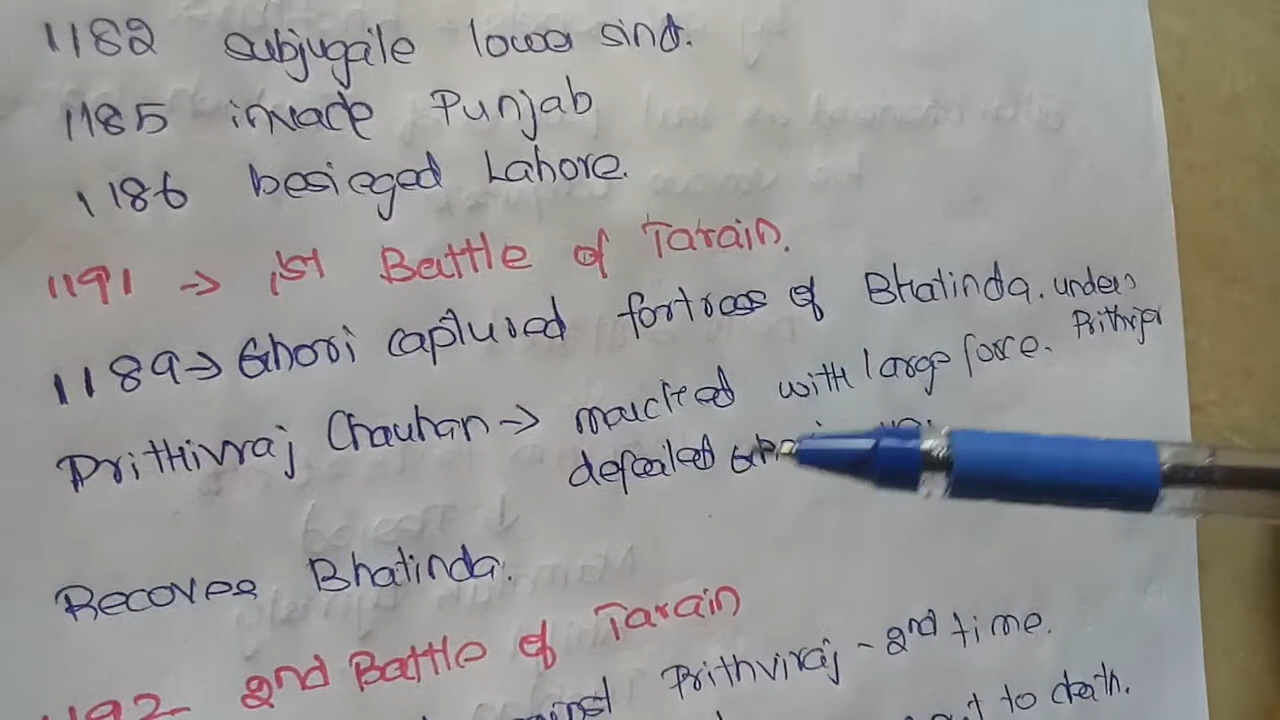 1182 subjugate lower sind.
1185 invade Punjab
1186 besieged Lahore.
1191 → 1st Battle of Tarain.
1189 → Ghori captured fortress of Bhatinda. under
Prithivraj Chauhan → marched with large force. Prithvi
defeated
Recover Bhatinda.
1192 2nd Battle of Tarain
Prithviraj - 2nd time.
to death.